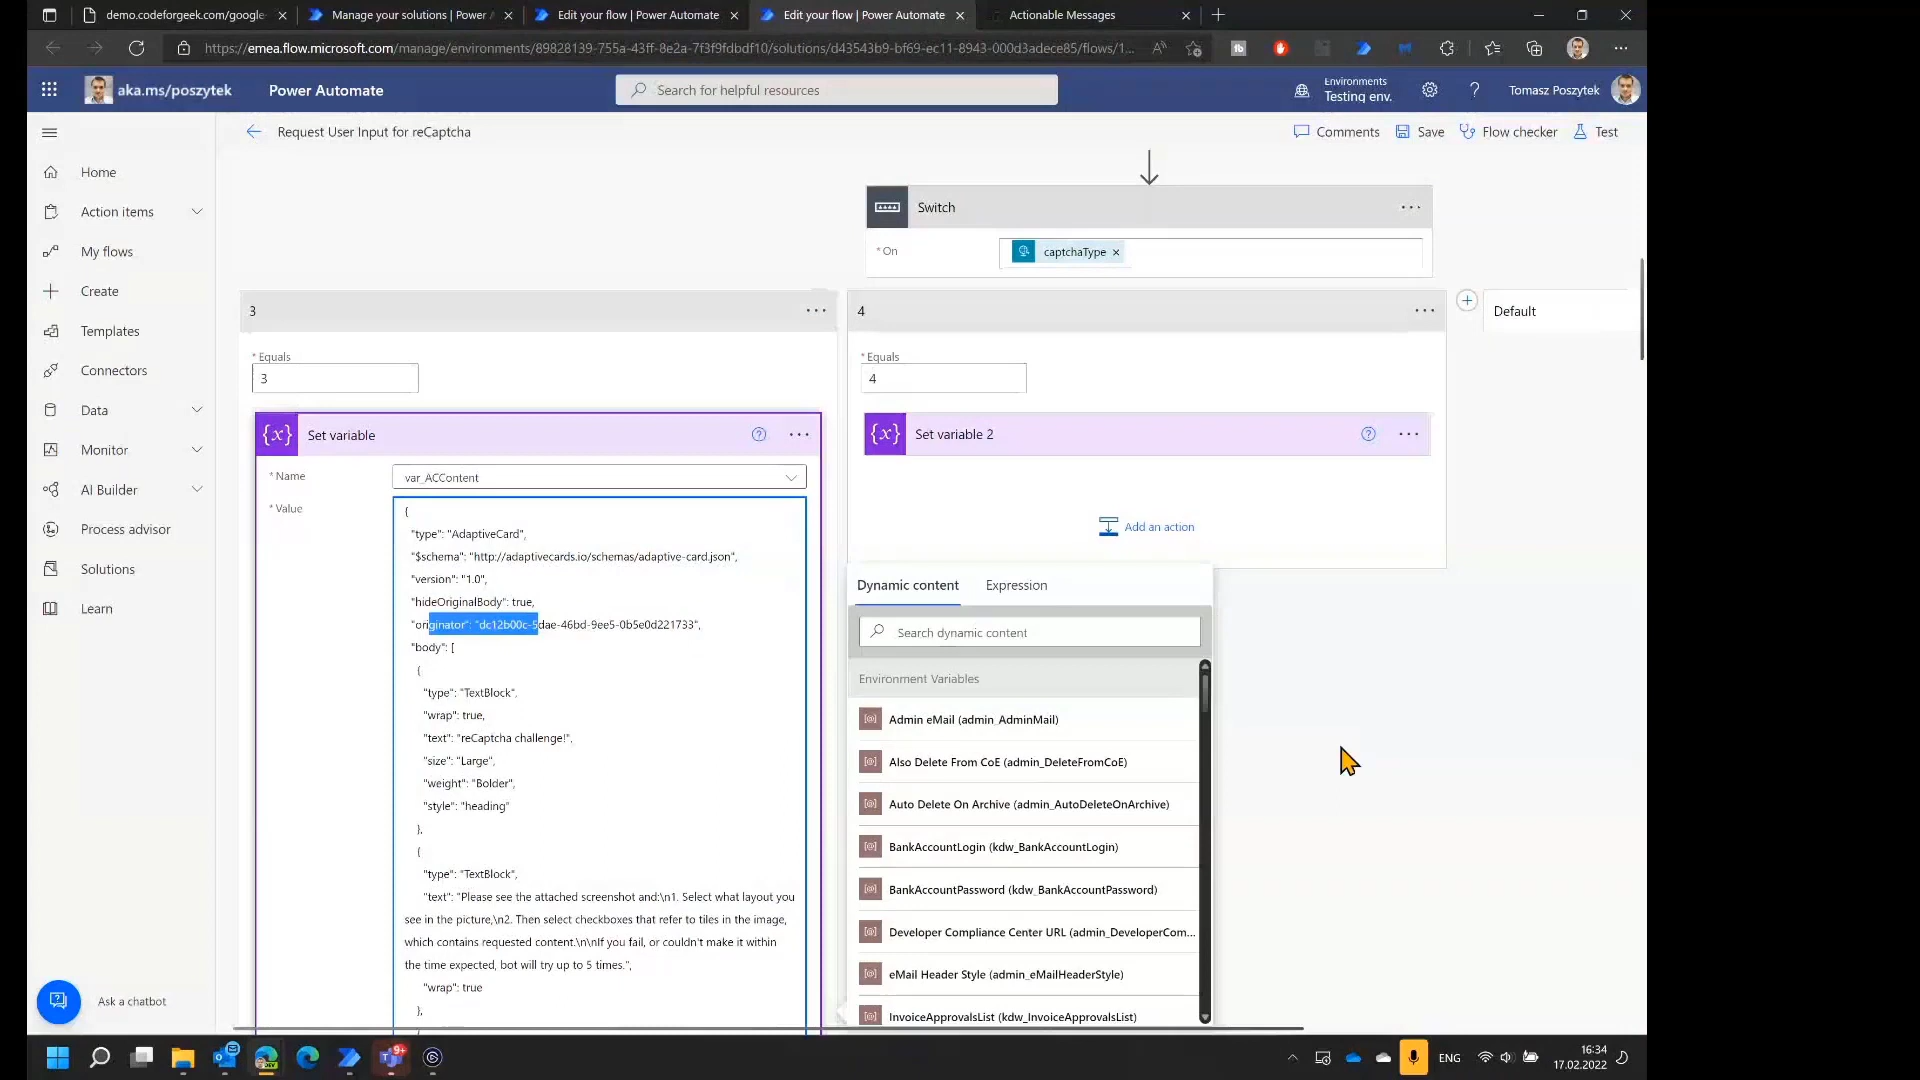 demo.codeforgeek.com/google-
Manage your solutions | Power A
Edit your flow | Power Automate
Edit your flow | Power Automate
Actionable Messages
https://emea.flow.microsoft.com/manage/environments/89828139-755a-43ff-8e2a-7f3f9fdbdf10/solutions/d43543b9-bf69-ec11-8943-000d3adece85/flows/1...
aka.ms/poszytek
Power Automate
Search for helpful resources
Environments
Testing env.
Tomasz Poszytek
Request User Input for reCaptcha
Comments
Save
Flow checker
Test
Home
Action items
My flows
Create
Templates
Connectors
Data
Monitor
AI Builder
Process advisor
Solutions
Learn
Ask a chatbot
Switch
* On
captchaType
3
* Equals
3
4
* Equals
4
Default
Set variable
* Name
var_ACContent
* Value
{
"type": "AdaptiveCard",
"$schema": "http://adaptivecards.io/schemas/adaptive-card.json",
"version": "1.0",
"hideOriginalBody": true,
"originator": "dc12b00c-5dae-46bd-9ee5-0b5e0d221733",
"body": [
{
"type": "TextBlock",
"wrap": true,
"text": "reCaptcha challenge!",
"size": "Large",
"weight": "Bolder",
"style": "heading"
},
{
"type": "TextBlock",
"text": "Please see the attached screenshot and:\n1. Select what layout you
see in the picture,\n2. Then select checkboxes that refer to tiles in the image,
which contains requested content.\n\nIf you fail, or couldn't make it within
the time expected, bot will try up to 5 times.",
"wrap": true
},
Set variable 2
Add an action
Dynamic content
Expression
Search dynamic content
Environment Variables
Admin eMail (admin_AdminMail)
Also Delete From CoE (admin_DeleteFromCoE)
Auto Delete On Archive (admin_AutoDeleteOnArchive)
BankAccountLogin (kdw_BankAccountLogin)
BankAccountPassword (kdw_BankAccountPassword)
Developer Compliance Center URL (admin_DeveloperCom...
eMail Header Style (admin_eMailHeaderStyle)
InvoiceApprovalsList (kdw_InvoiceApprovalsList)
9+
ENG
16:34
17.02.2022